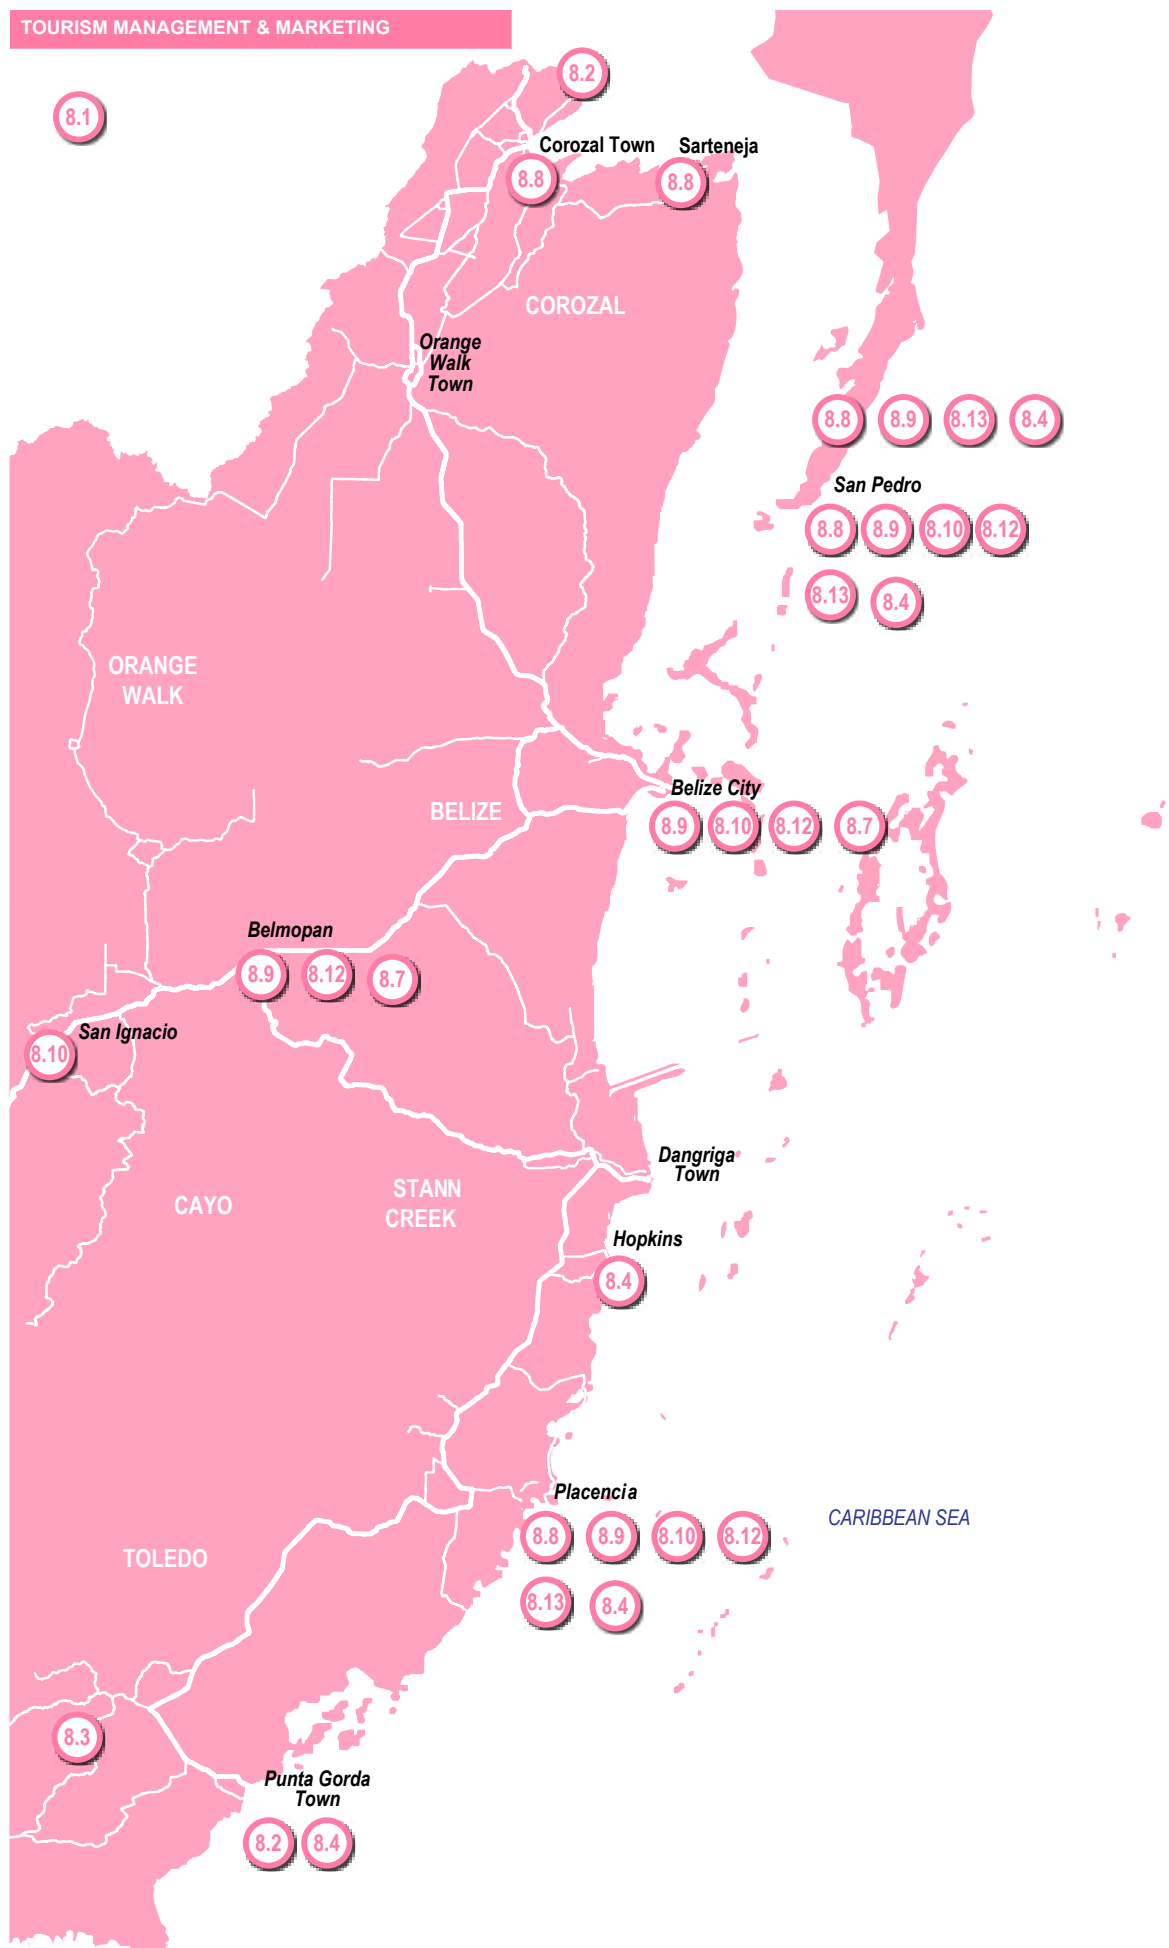 TOURISM MANAGEMENT & MARKETING
8.2
8.1
Corozal Town
Sarteneja
8.8
8.8
COROZAL
Orange
Walk
Town
8.8 8.9 8.13 8.4
San Pedro
8.8 8.9 8.10 8.12
8.13 8.4
ORANGE
WALK
Belize City
BELIZE
8.9 8.10 8.12 8.7
Belmopan
8.9 8.12 8.7
San Ignacio
8.10
Dangriga
Town
STANN
CREEK
CAYO
Hopkins
8.4
Placencia
CARIBBEAN SEA
8.8 8.9 8.10 8.12
TOLEDO
8.13 8.4
8.3
Punta Gorda
Town
8.2 8.4